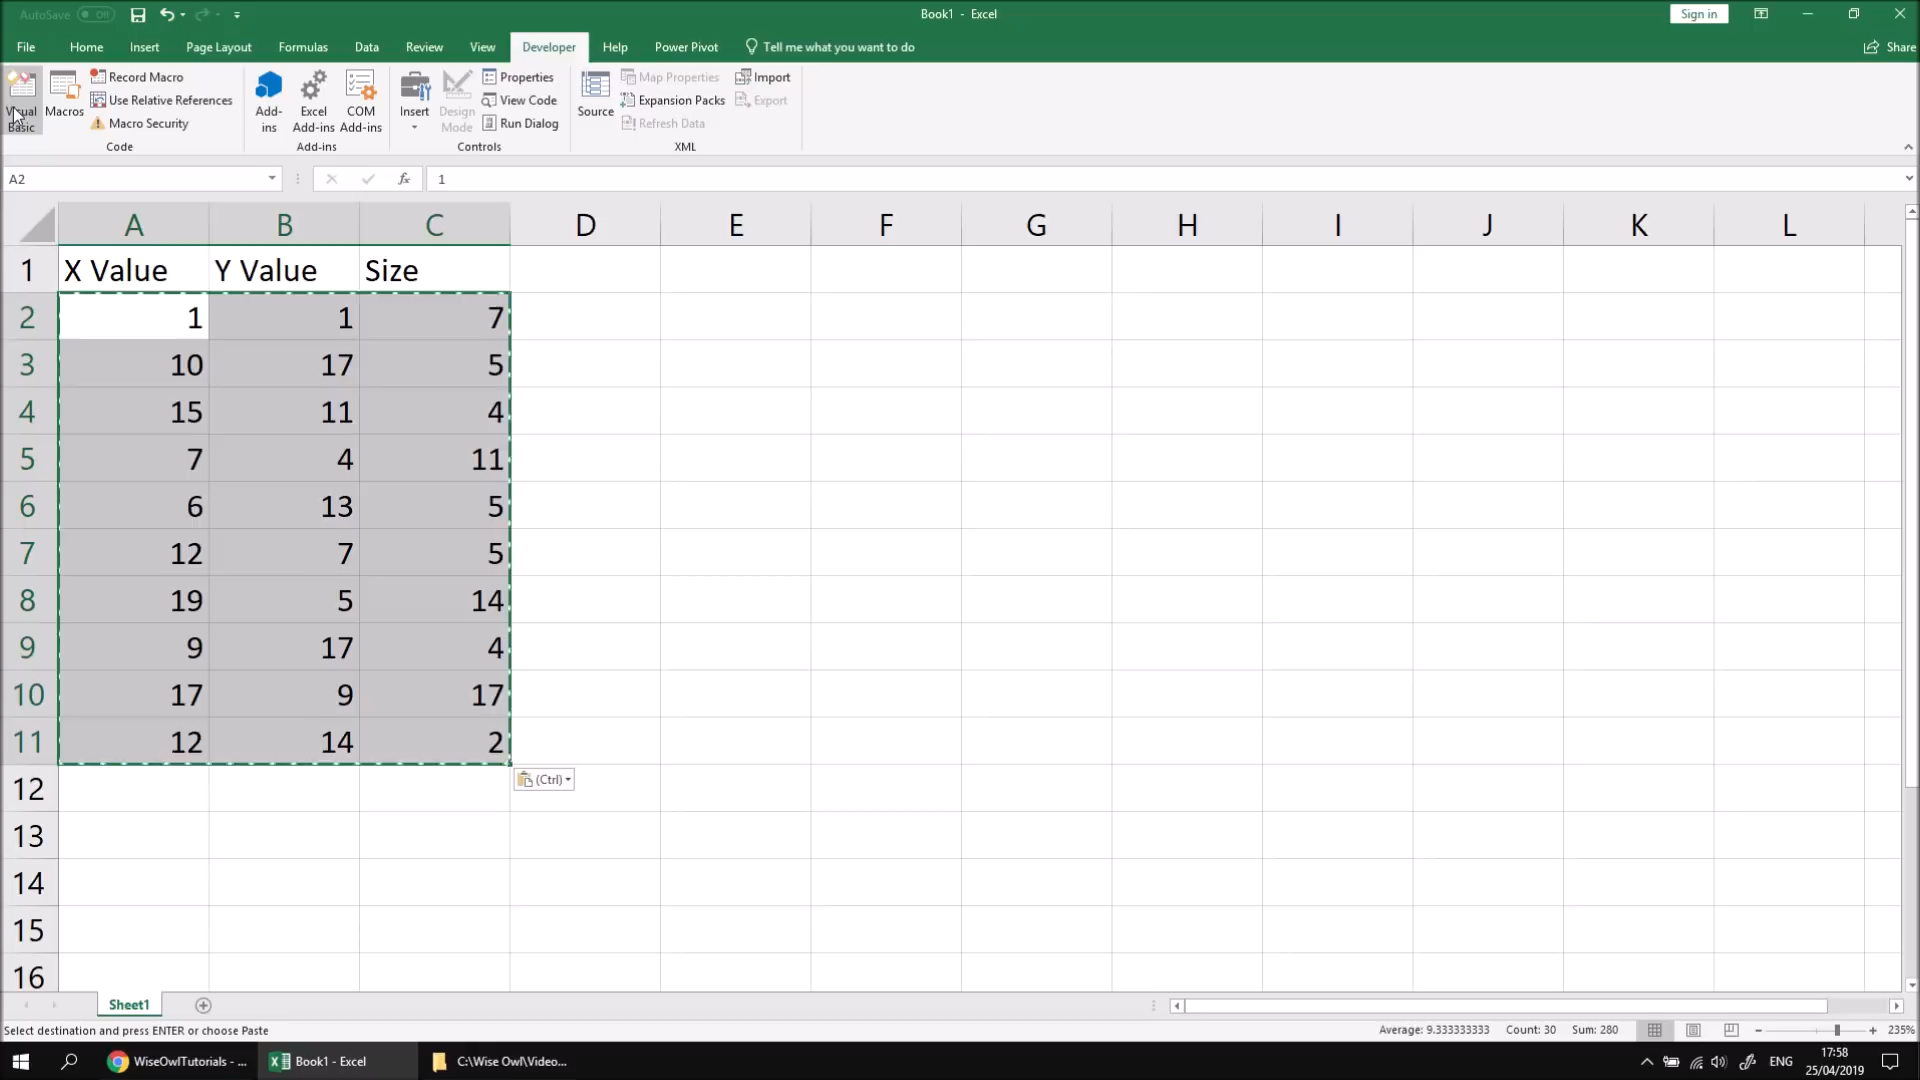 AutoSave Off
Book1 - Excel
Sign in
File Home Insert Page Layout Formulas Data Review View Developer Help Power Pivot Tell me what you want to do Share
Visual Basic
Macros
Record Macro
Use Relative References
Macro Security
Code
Add-ins
Excel Add-ins
COM Add-ins
Add-ins
Insert
Design Mode
Properties
View Code
Run Dialog
Controls
Source
Map Properties
Expansion Packs
Refresh Data
Import
Export
XML
A2 fx 1
A B C D E F G H I J K L
1 X Value Y Value Size
2 1 1 7
3 10 17 5
4 15 11 4
5 7 4 11
6 6 13 5
7 12 7 5
8 19 5 14
9 9 17 4
10 17 9 17
11 12 14 2
(Ctrl)
12
13
14
15
16
Sheet1
Select destination and press ENTER or choose Paste
Average: 9.333333333 Count: 30 Sum: 280 235%
WiseOwlTutorials - ...
Book1 - Excel
C:\Wise Owl\Video...
ENG
17:58
25/04/2019